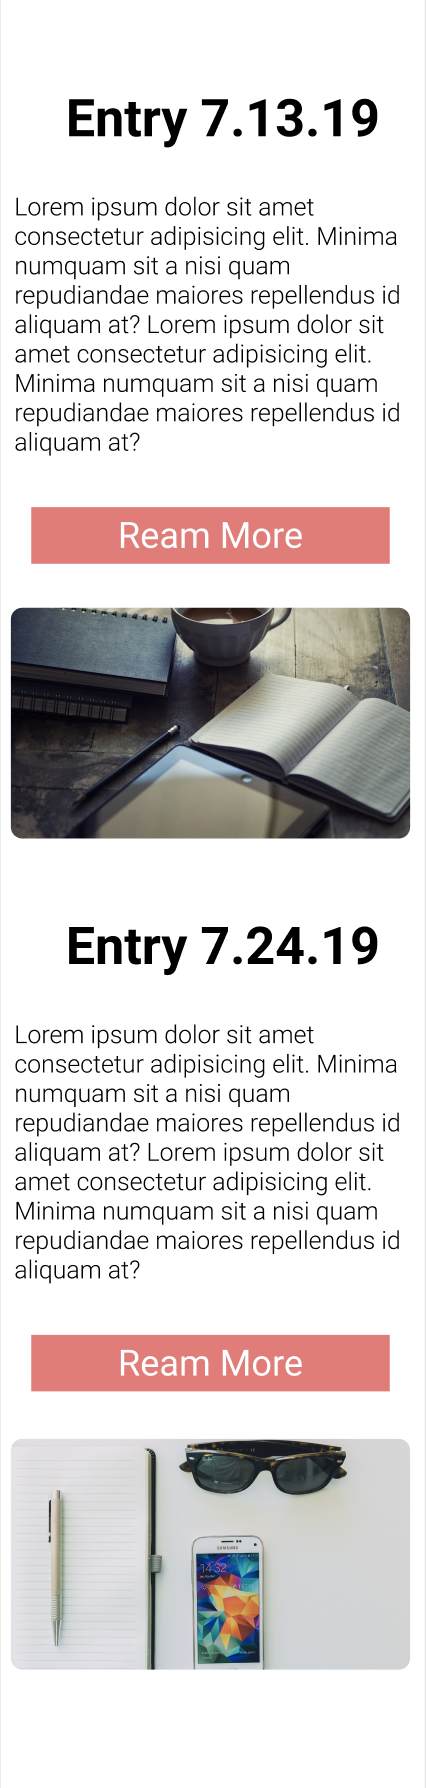 Entry 7.13.19
Lorem ipsum dolor sit amet
consectetur adipisicing elit. Minima
numquam sit a nisi quam
repudiandae maiores repellendus id
aliquam at? Lorem ipsum dolor sit
amet consectetur adipisicing elit.
Minima numquam sit a nisi quam
repudiandae maiores repellendus id
aliquam at?
Ream More
Entry 7.24.19
Lorem ipsum dolor sit amet
consectetur adipisicing elit. Minima
numquam sit a nisi quam
repudiandae maiores repellendus id
aliquam at? Lorem ipsum dolor sit
amet consectetur adipisicing elit.
Minima numquam sit a nisi quam
repudiandae maiores repellendus id
aliquam at?
Ream More
SAMSUNG
14:32